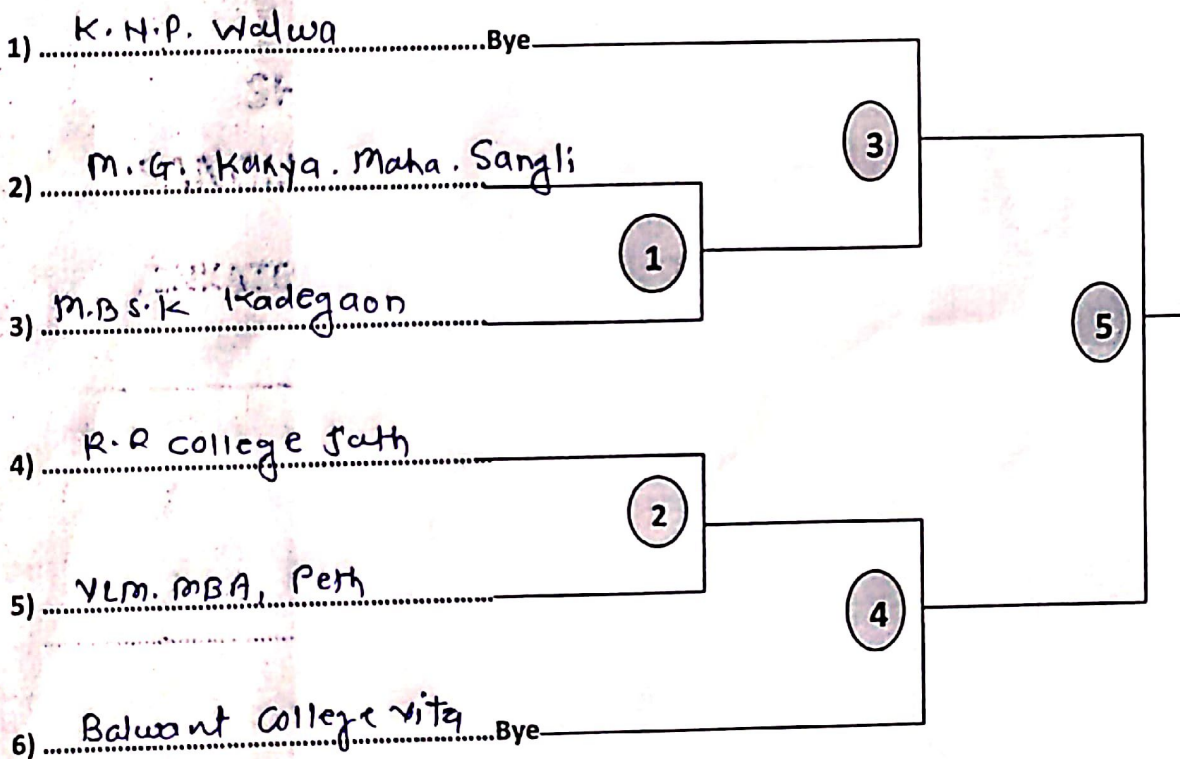 1) K.N.P. Walwa Bye
3
2) M.G. Kanya. Maha. Sangli
1
3) M.B.S.K Kadegaon
5
4) R.R college Jath
2
5) VLM. MBA, Peth
4
6) Balwant College Vita Bye